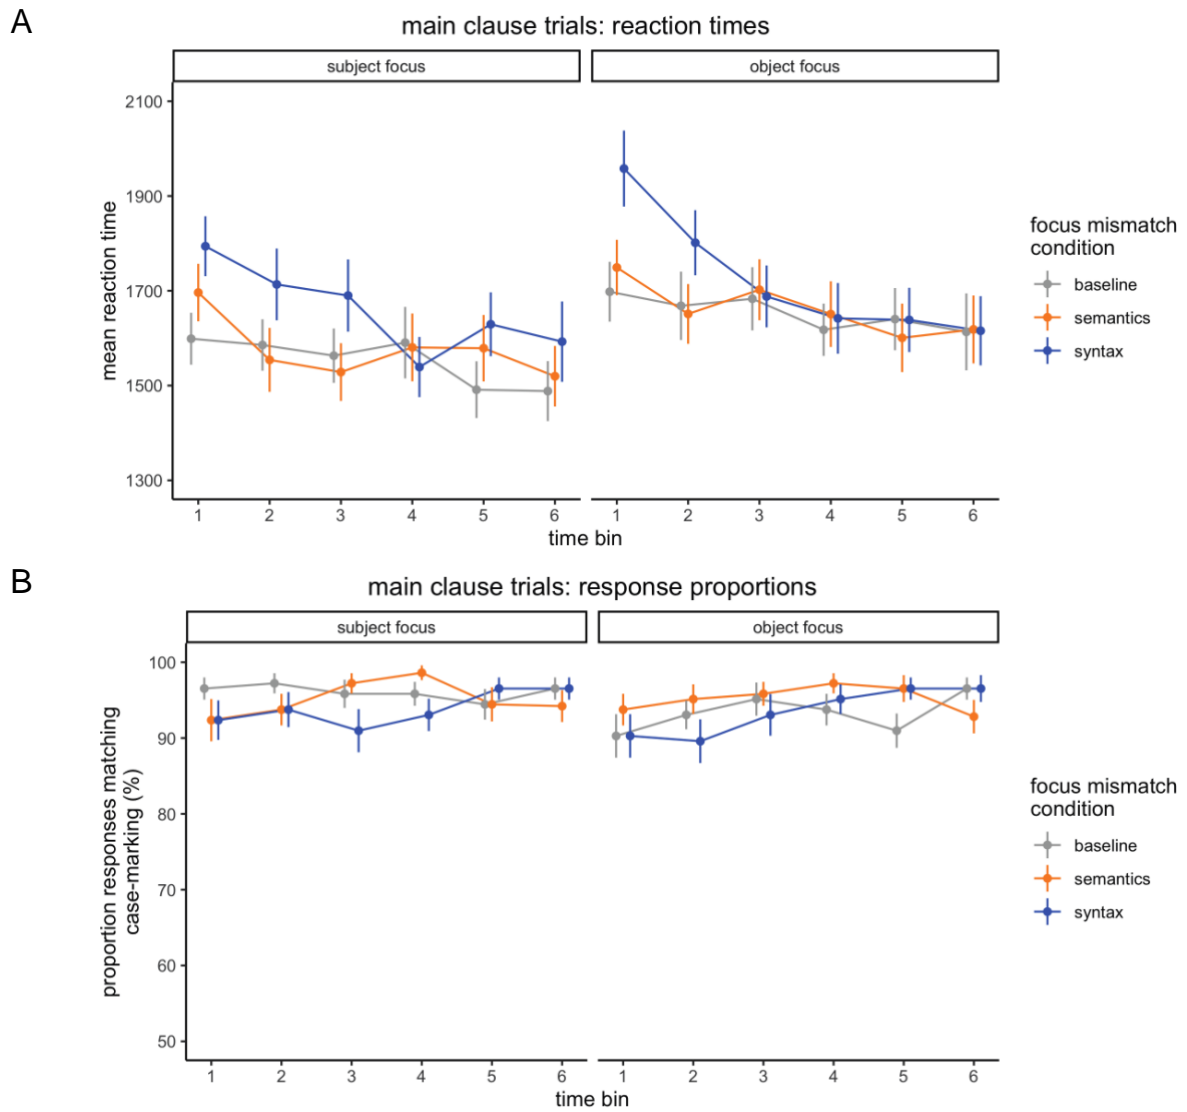 A
main clause trials: reaction times
subject focus
object focus
2100
1900
1700
1500
1300
mean reaction time
1 2 3 4 5 6
1 2 3 4 5 6
time bin
focus mismatch
condition
baseline
semantics
syntax
B
main clause trials: response proportions
subject focus
object focus
100
90
80
70
60
50
proportion responses matching
case-marking (%)
1 2 3 4 5 6
1 2 3 4 5 6
time bin
focus mismatch
condition
baseline
semantics
syntax